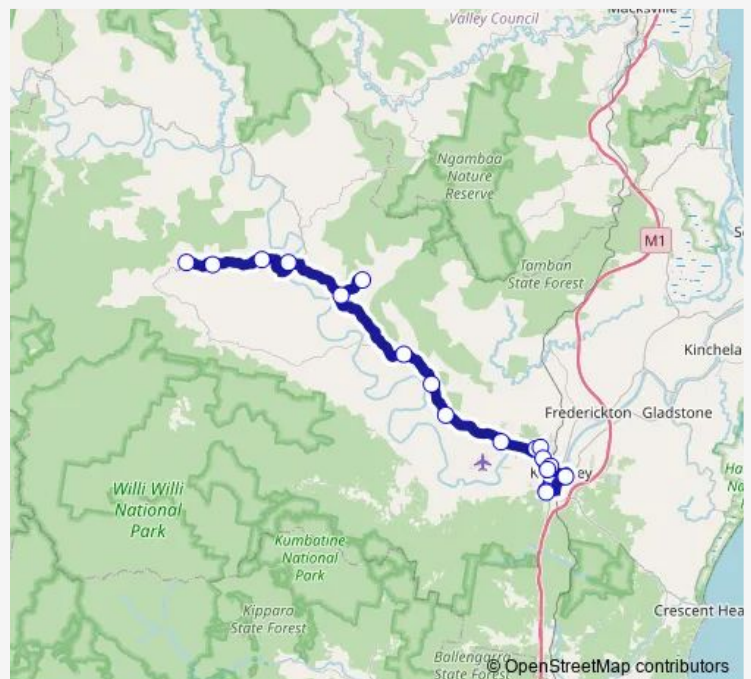 Macksville
Valley Council
Ngambaa
Nature
Reserve
M1
Tamban
State Forest
Kinchela
Frederickton
Gladstone
Willi Willi
National
Park
Kumbatine
National
Park
Kippara
State Forest
Crescent Hea
Ballengarra
State Forest
© OpenStreetMap contributors